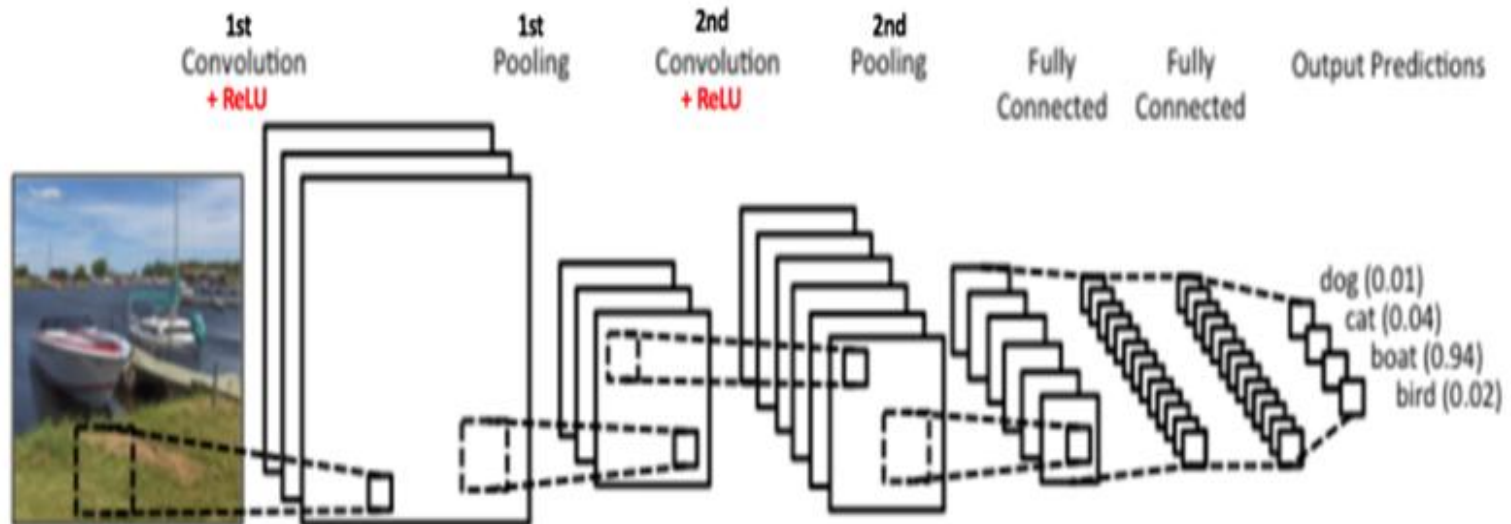 1st
Convolution
+ ReLU
1st
Pooling
2nd
Convolution
+ ReLU
2nd
Pooling
Fully
Connected
Fully
Connected
Output Predictions
dog (0.01)
cat (0.04)
boat (0.94)
bird (0.02)